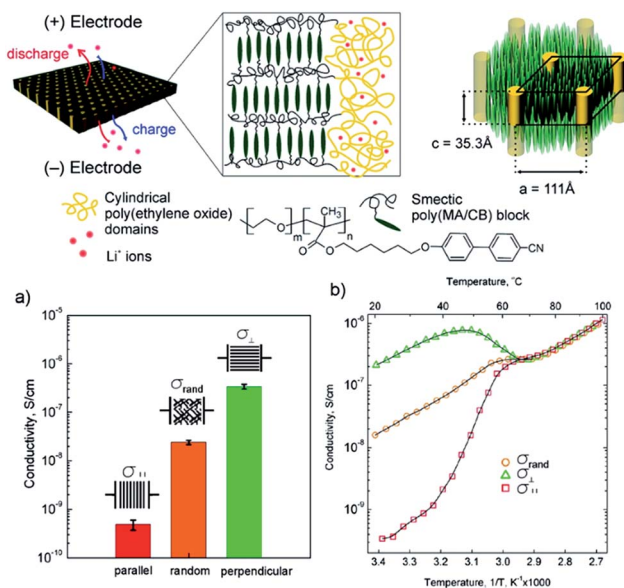 (+) Electrode
discharge
charge
(−) Electrode
c = 35.3Å
a = 111Å
Cylindrical
poly(ethylene oxide)
domains
Li⁺ ions
Smectic
poly(MA/CB) block
O
m
CH₃
n
O
O
O
CN
a)
Conductivity, S/cm
10⁻⁵
10⁻⁶
10⁻⁷
10⁻⁸
10⁻⁹
10⁻¹⁰
σ॥
σrand
σ⊥
parallel
random
perpendicular
b)
Temperature, °C
20
40
60
80
100
Conductivity, S/cm
10⁻⁶
10⁻⁷
10⁻⁸
10⁻⁹
σrand
σ⊥
σ॥
3.4
3.3
3.2
3.1
3.0
2.9
2.8
2.7
Temperature, 1/T, K⁻¹x1000